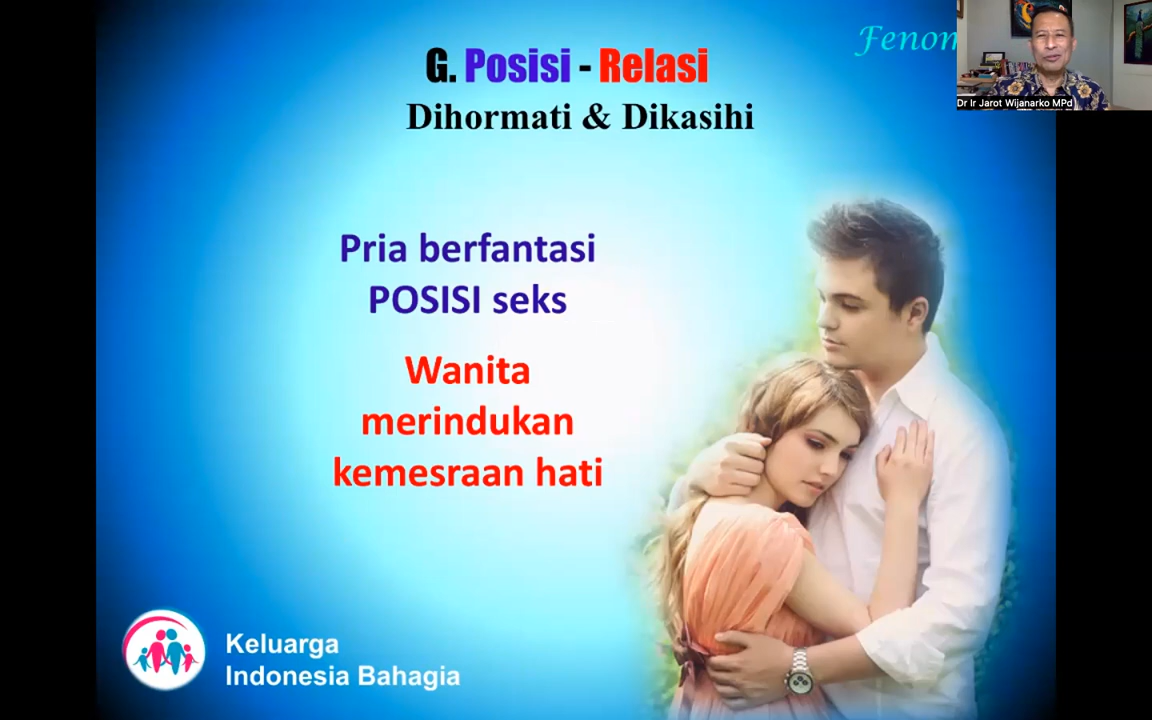 Fenom
G. Posisi - Relasi
Dihormati & Dikasihi
Dr Ir Jarot Wijanarko MPd
Pria berfantasi
POSISI seks
Wanita
merindukan
kemesraan hati
Keluarga
Indonesia Bahagia